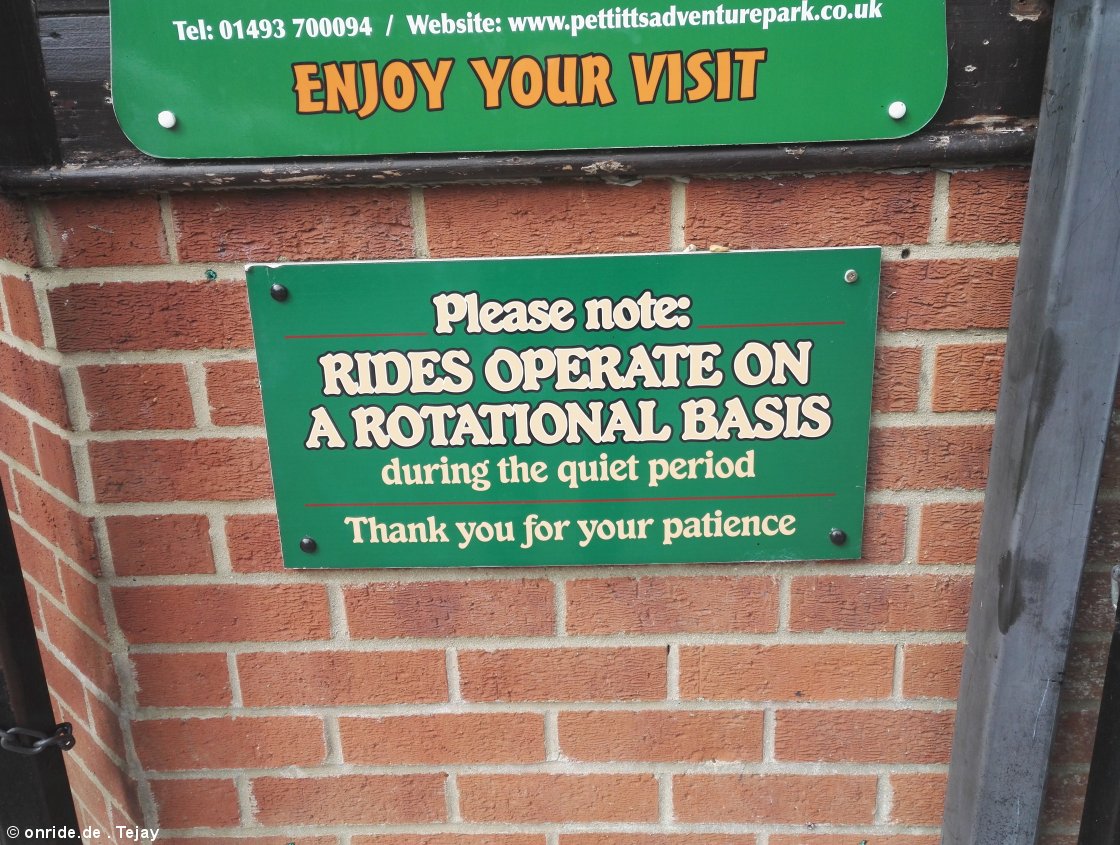 Tel: 01493 700094 / Website: www.pettittsadventurepark.co.uk
ENJOY YOUR VISIT
Please note:
RIDES OPERATE ON
A ROTATIONAL BASIS
during the quiet period
Thank you for your patience
© onride.de . Tejay